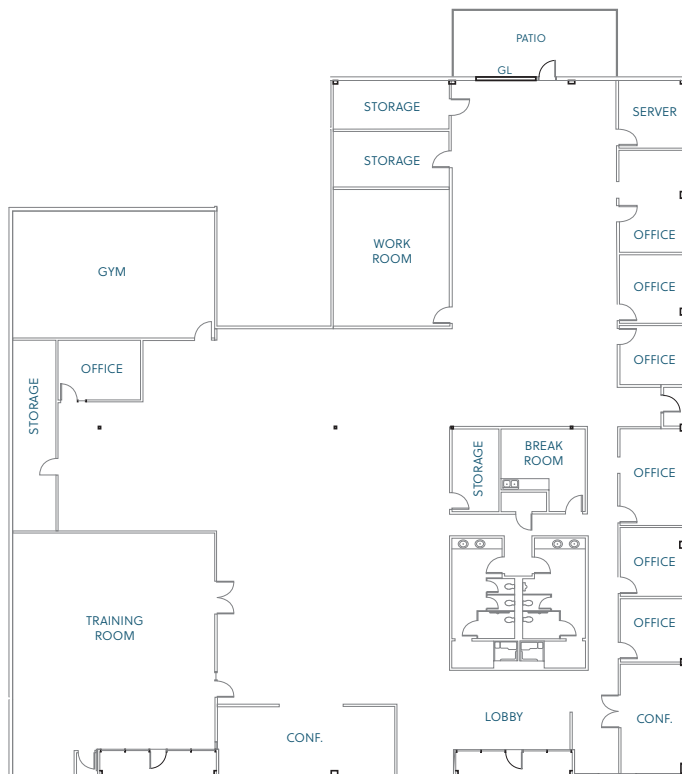 PATIO
GL
STORAGE
SERVER
STORAGE
OFFICE
WORK
ROOM
GYM
OFFICE
OFFICE
OFFICE
STORAGE
STORAGE
BREAK
ROOM
OFFICE
OFFICE
TRAINING
ROOM
OFFICE
LOBBY
CONF.
CONF.